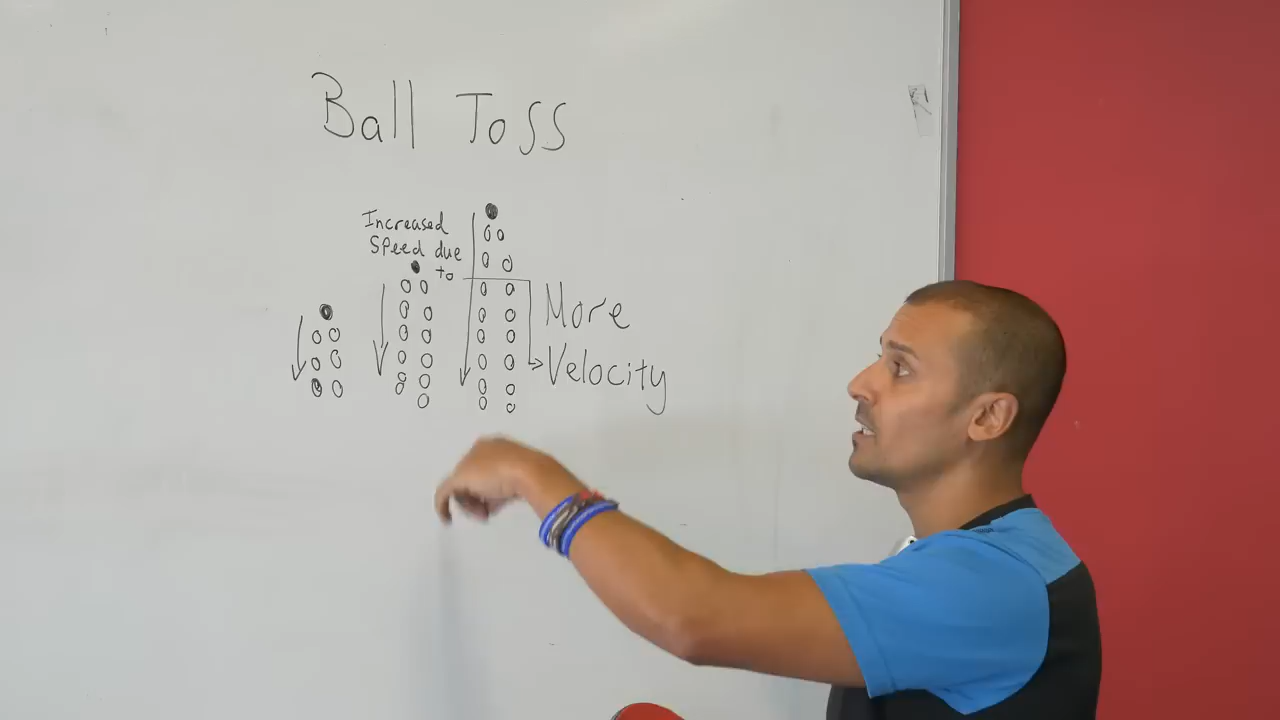 Ball Toss
Increased
Speed due
to
More
Velocity